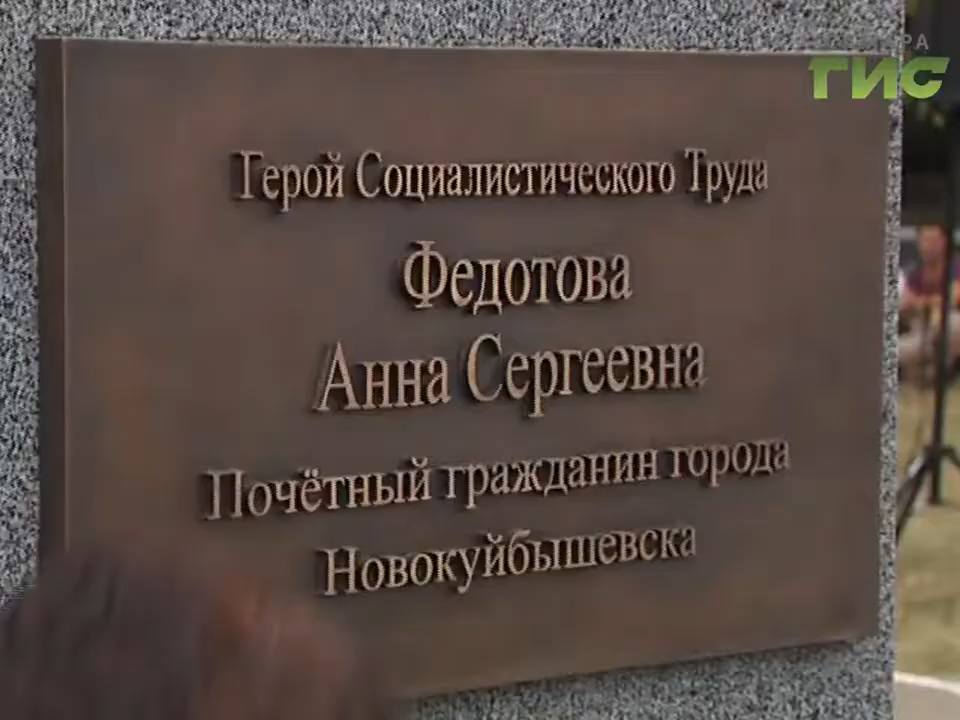 ГИС
Герой Социалистического Труда
Федотова
Анна Сергеевна
Почётный гражданин города
Новокуйбышевска